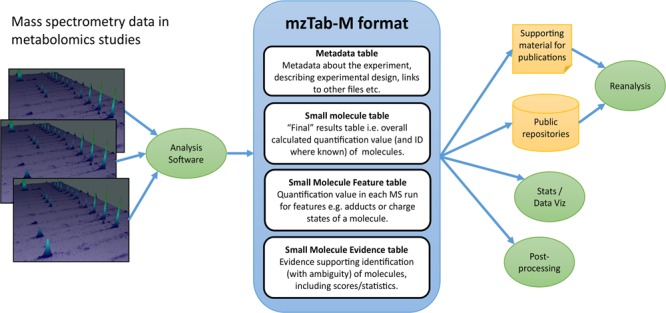 Mass spectrometry data in
metabolomics studies
Analysis
Software
mzTab-M format
Metadata table
Metadata about the experiment,
describing experimental design, links
to other files etc.
Small molecule table
“Final” results table i.e. overall
calculated quantification value (and ID
where known) of molecules.
Small Molecule Feature table
Quantification value in each MS run
for features e.g. adducts or charge
states of a molecule.
Small Molecule Evidence table
Evidence supporting identification
(with ambiguity) of molecules,
including scores/statistics.
Supporting
material for
publications
Public
repositories
Reanalysis
Stats /
Data Viz
Post-
processing